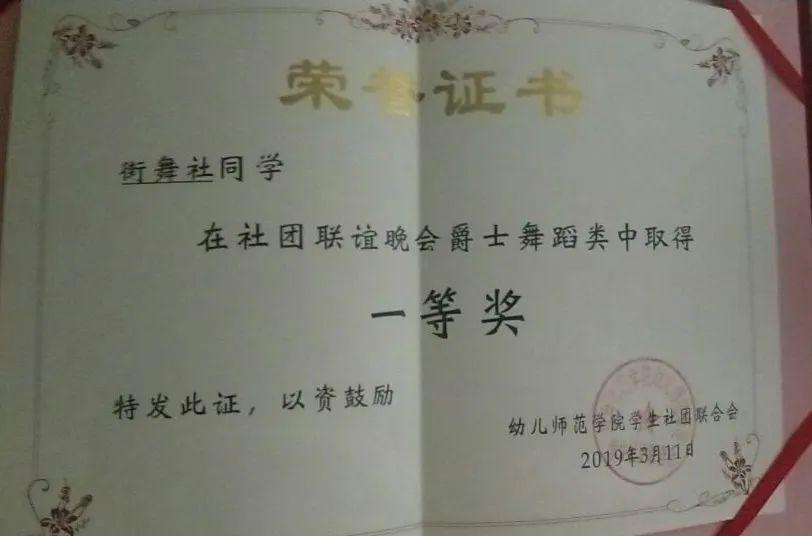 荣誉证书
街舞社同学
在社团联谊晚会爵士舞蹈类中取得
一等奖
特发此证，以资鼓励
幼儿师范学院学生社团联合会
2019年3月11日